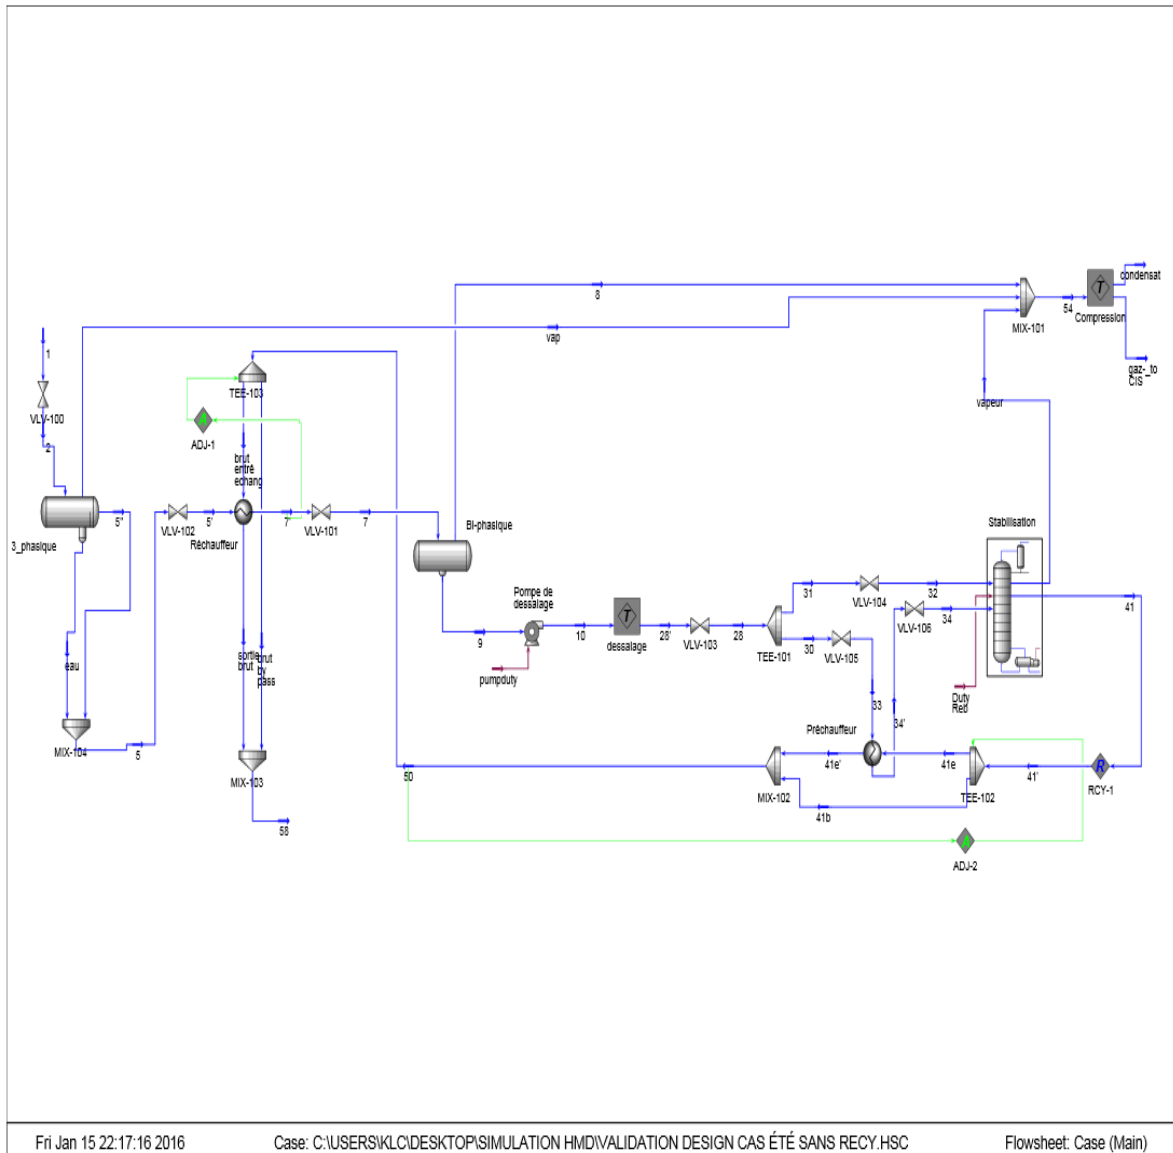 8
condensat
54
MIX-101
Compression
vap
1
gaz-_to
CIS
VLV-100
TEE-103
vapeur
2
ADJ-1
brut
entrê
echang
5"
5'
7'
7
VLV-102
VLV-101
3_phasique
Rêchauffeur
Bi-phasique
Stabilisation
Pompe de
dessalage
31
32
41
VLV-104
34
VLV-106
9
10
28'
28
dessalage
VLV-103
TEE-101
30
VLV-105
eau
sortie
brut
brut
by
pass
pumpduty
Duty
Reb
33
34'
Prêchauffeur
MIX-104
5
MIX-103
50
41e'
41e
41'
MIX-102
TEE-102
RCY-1
41b
58
ADJ-2
Fri Jan 15 22:17:16 2016
Case: C:\USERS\KLC\DESKTOP\SIMULATION HMD\VALIDATION DESIGN CAS ÉTÉ SANS RECY.HSC
Flowsheet: Case (Main)